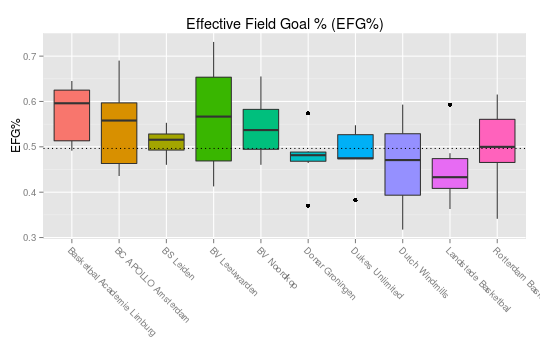 Effective Field Goal % (EFG%)
EFG%
0.7
0.6
0.5
0.4
0.3
Basketbal Academie Limburg
BC APOLLO Amsterdam
BS Leiden
BV Leeuwarden
BV Noordkop
Donar Groningen
Dukes Unlimited
Dutch Windmills
Landstede Basketbal
Rotterdam Bas